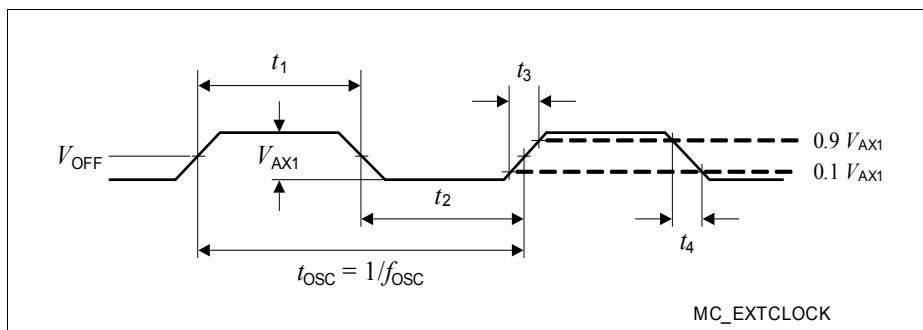 t1
t3
VOFF
VAX1
0.9 VAX1
0.1 VAX1
t2
t4
tOSC = 1/fOSC
MC_EXTCLOCK